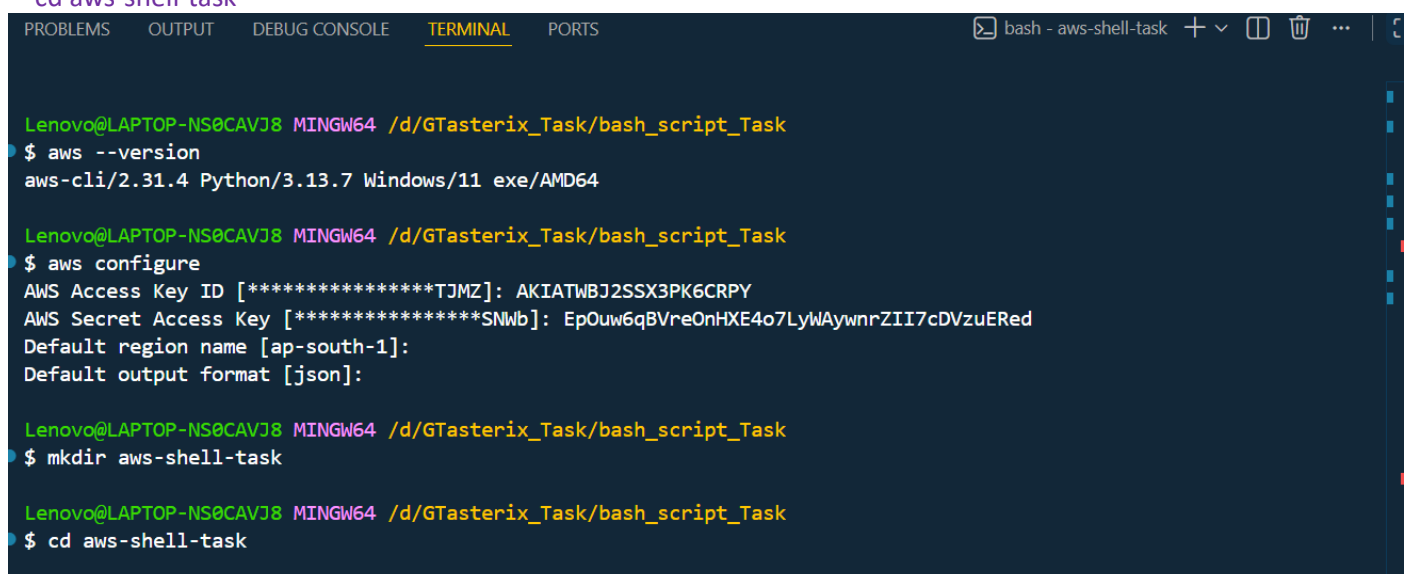 cd aws-shell-task
PROBLEMS OUTPUT DEBUG CONSOLE TERMINAL PORTS bash - aws-shell-task
Lenovo@LAPTOP-NS0CAVJ8 MINGW64 /d/GTasterix_Task/bash_script_Task
$ aws --version
aws-cli/2.31.4 Python/3.13.7 Windows/11 exe/AMD64
Lenovo@LAPTOP-NS0CAVJ8 MINGW64 /d/GTasterix_Task/bash_script_Task
$ aws configure
AWS Access Key ID [****************TJMZ]: AKIATWBJ2SSX3PK6CRPY
AWS Secret Access Key [****************SNWb]: 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
Default region name [ap-south-1]:
Default output format [json]:
Lenovo@LAPTOP-NS0CAVJ8 MINGW64 /d/GTasterix_Task/bash_script_Task
$ mkdir aws-shell-task
Lenovo@LAPTOP-NS0CAVJ8 MINGW64 /d/GTasterix_Task/bash_script_Task
$ cd aws-shell-task